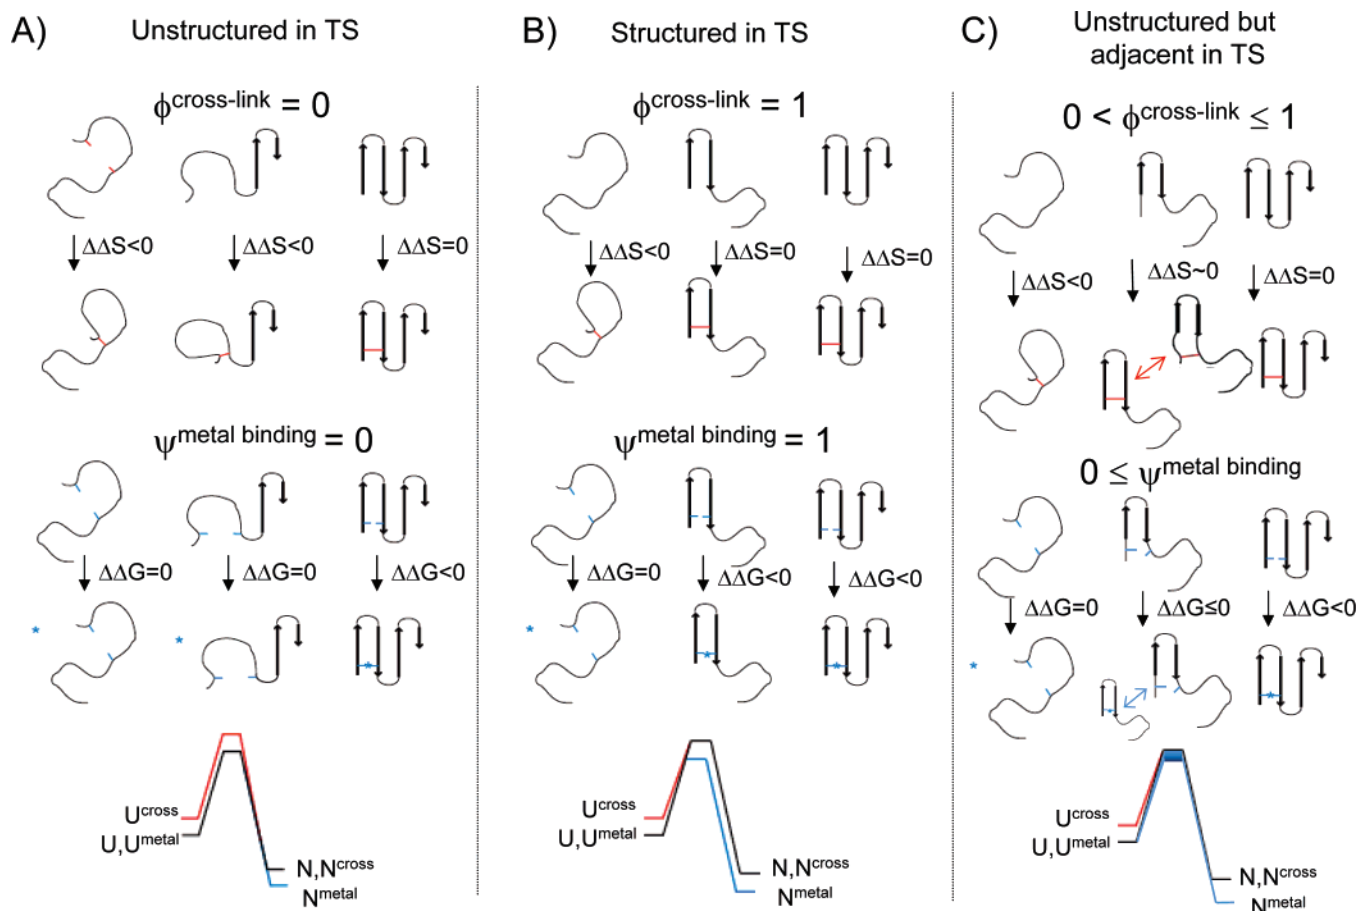 A)
Unstructured in TS
ϕcross-link = 0
ΔΔS<0
ΔΔS<0
ΔΔS=0
ψmetal binding = 0
ΔΔG=0
ΔΔG=0
ΔΔG<0
*
*
*
Ucross
U,Umetal
N,Ncross
Nmetal
B)
Structured in TS
ϕcross-link = 1
ΔΔS<0
ΔΔS=0
ΔΔS=0
ψmetal binding = 1
ΔΔG=0
ΔΔG<0
ΔΔG<0
*
*
*
Ucross
U,Umetal
N,Ncross
Nmetal
C)
Unstructured but
adjacent in TS
0 < ϕcross-link ≤ 1
ΔΔS<0
ΔΔS~0
ΔΔS=0
0 ≤ ψmetal binding
ΔΔG=0
ΔΔG≤0
ΔΔG<0
*
*
*
Ucross
U,Umetal
N,Ncross
Nmetal